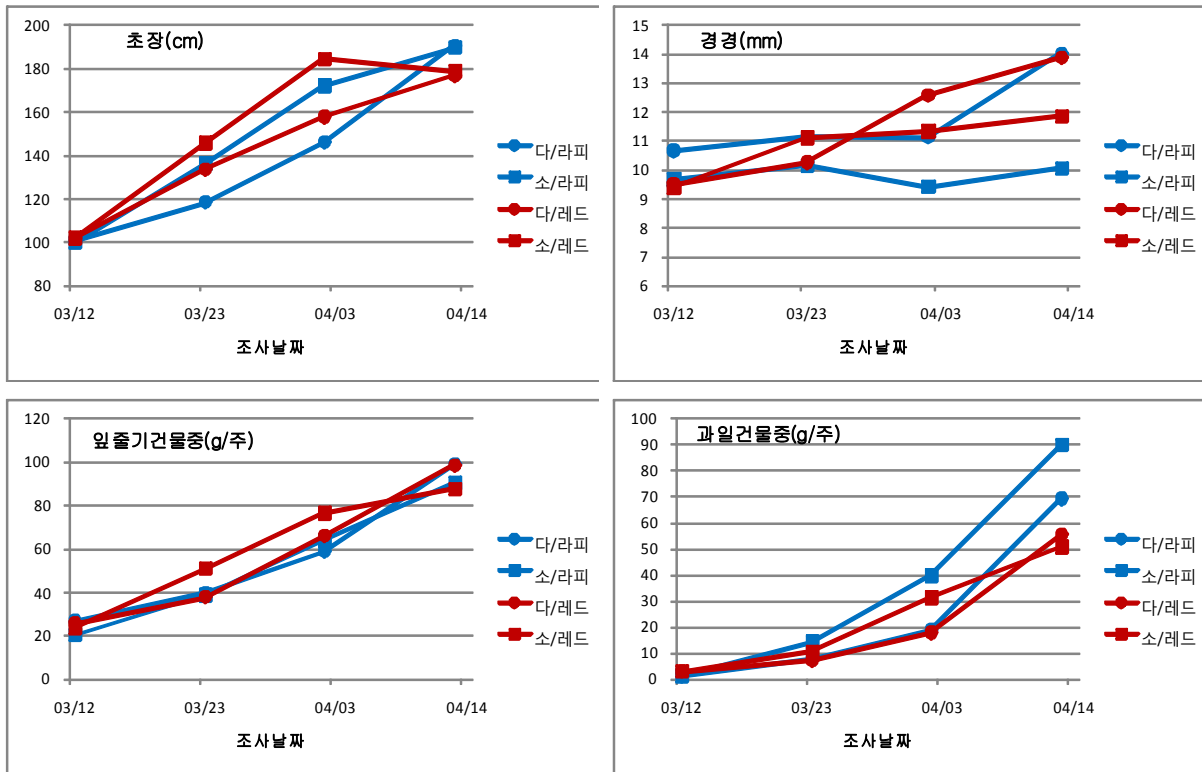 초장(cm)
200
180
160
140
120
100
80
03/12 03/23 04/03 04/14
조사날짜
다/라피
소/라피
다/레드
소/레드
경경(mm)
15
14
13
12
11
10
9
8
7
6
03/12 03/23 04/03 04/14
조사날짜
다/라피
소/라피
다/레드
소/레드
잎줄기건물중(g/주)
120
100
80
60
40
20
0
03/12 03/23 04/03 04/14
조사날짜
다/라피
소/라피
다/레드
소/레드
과일건물중(g/주)
100
90
80
70
60
50
40
30
20
10
0
03/12 03/23 04/03 04/14
조사날짜
다/라피
소/라피
다/레드
소/레드